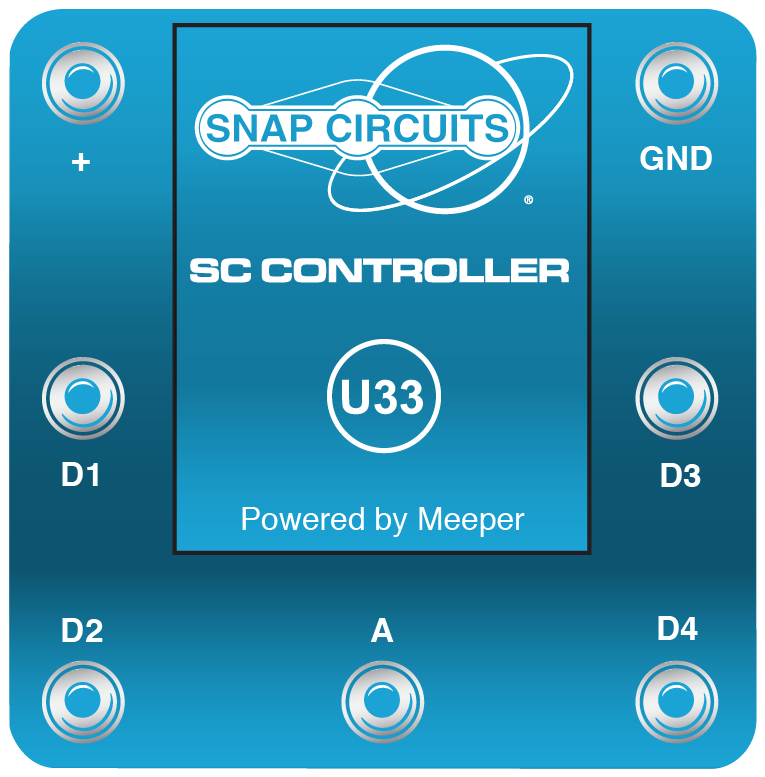 +
GND
SNAP CIRCUITS
®
SC CONTROLLER
U33
D1
D3
Powered by Meeper
D2
A
D4